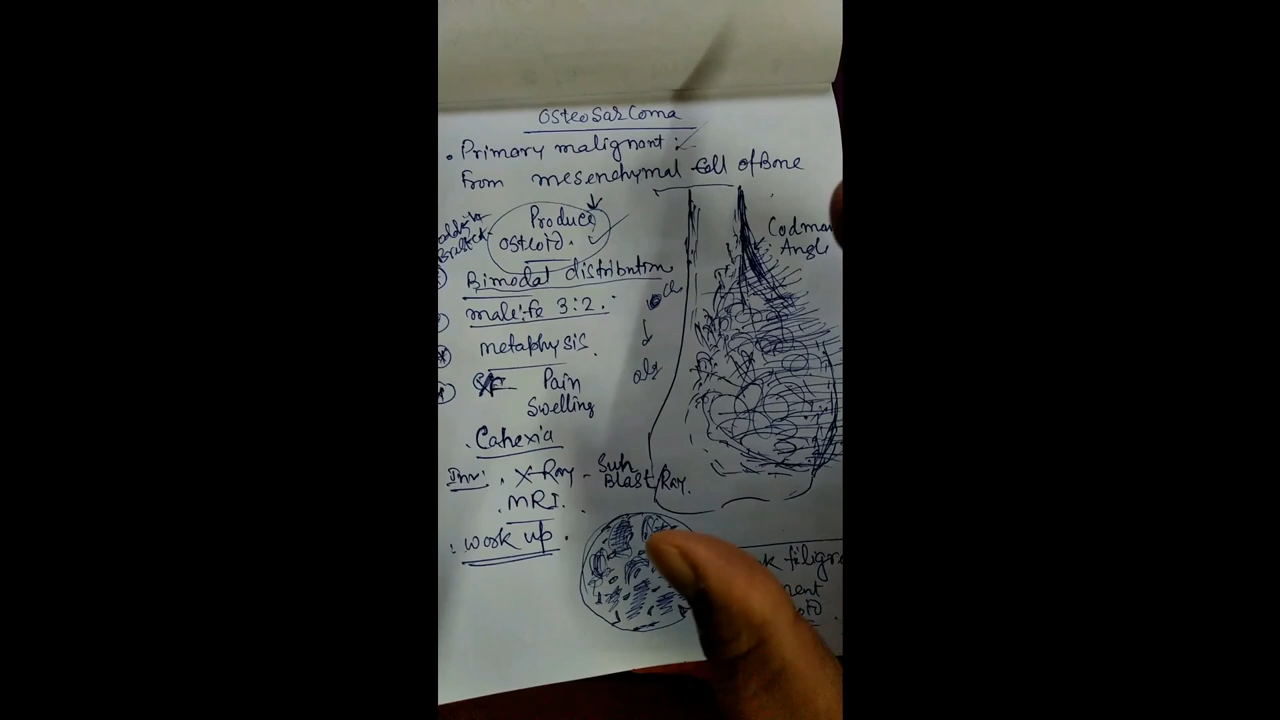 OSteoSarComa
. Primary malignant :
From mesenchymal Cell of Bone
Produce
Osteoid.
Codman
Angle
Bimodal distribution
male:fe 3:2.
metaphysis.
Pain
Swelling
. Cahexia
Inv: . X-Ray - Sun
Blast Ray.
. MRI.
. work up.